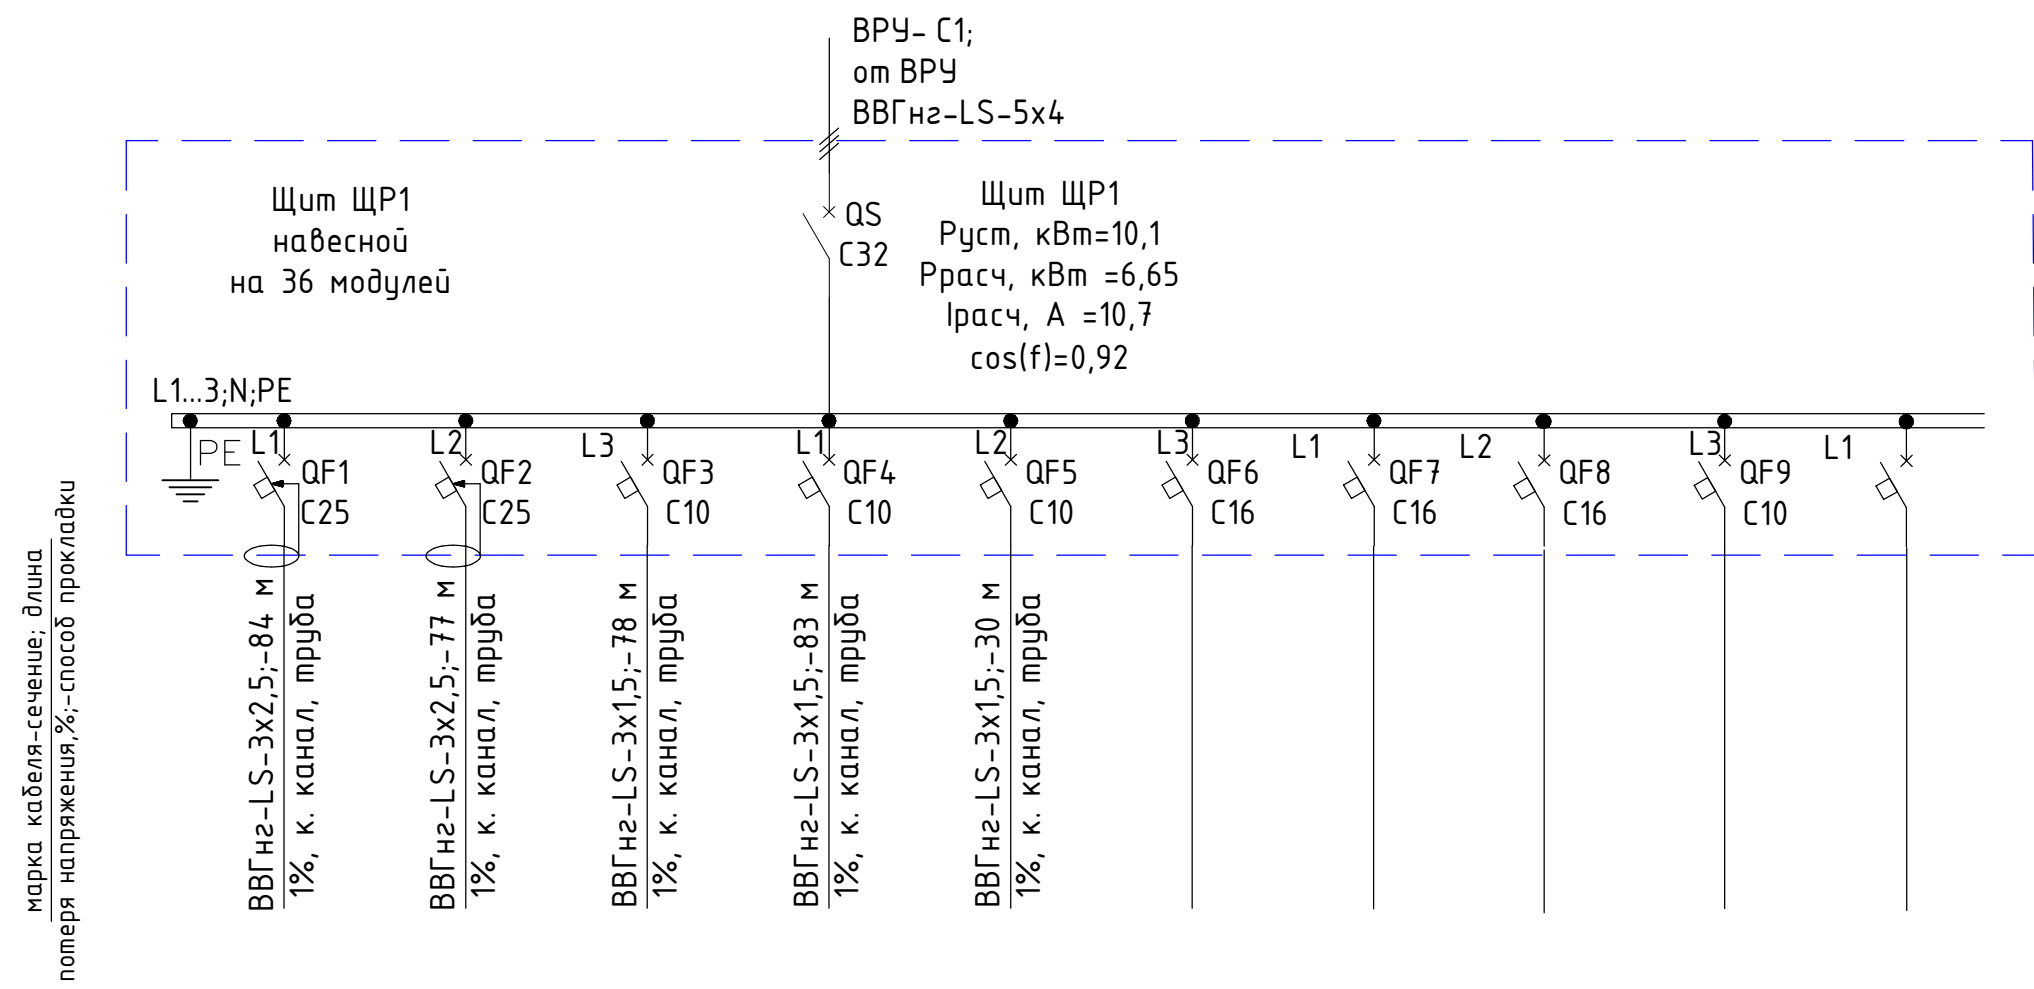 ВРУ- С1;
от ВРУ
ВВГнг-LS-5х4
Щит ЩР1
навесной
на 36 модулей
QS
C32
Щит ЩР1
Руст, кВт=10,1
Ррасч, кВт =6,65
Iрасч, А =10,7
cos(f)=0,92
L1...3;N;PE
PE
L1
QF1
C25
L2
QF2
C25
L3
QF3
C10
L1
QF4
C10
L2
QF5
C10
L3
QF6
C16
L1
QF7
C16
L2
QF8
C16
L3
QF9
C10
L1
марка кабеля-сечение; длина
потеря напряжения,%;-способ прокладки
ВВГнг-LS-3х2,5;-84 м
1%, к. канал, труба
ВВГнг-LS-3х2,5;-77 м
1%, к. канал, труба
ВВГнг-LS-3х1,5;-78 м
1%, к. канал, труба
ВВГнг-LS-3х1,5;-83 м
1%, к. канал, труба
ВВГнг-LS-3х1,5;-30 м
1%, к. канал, труба